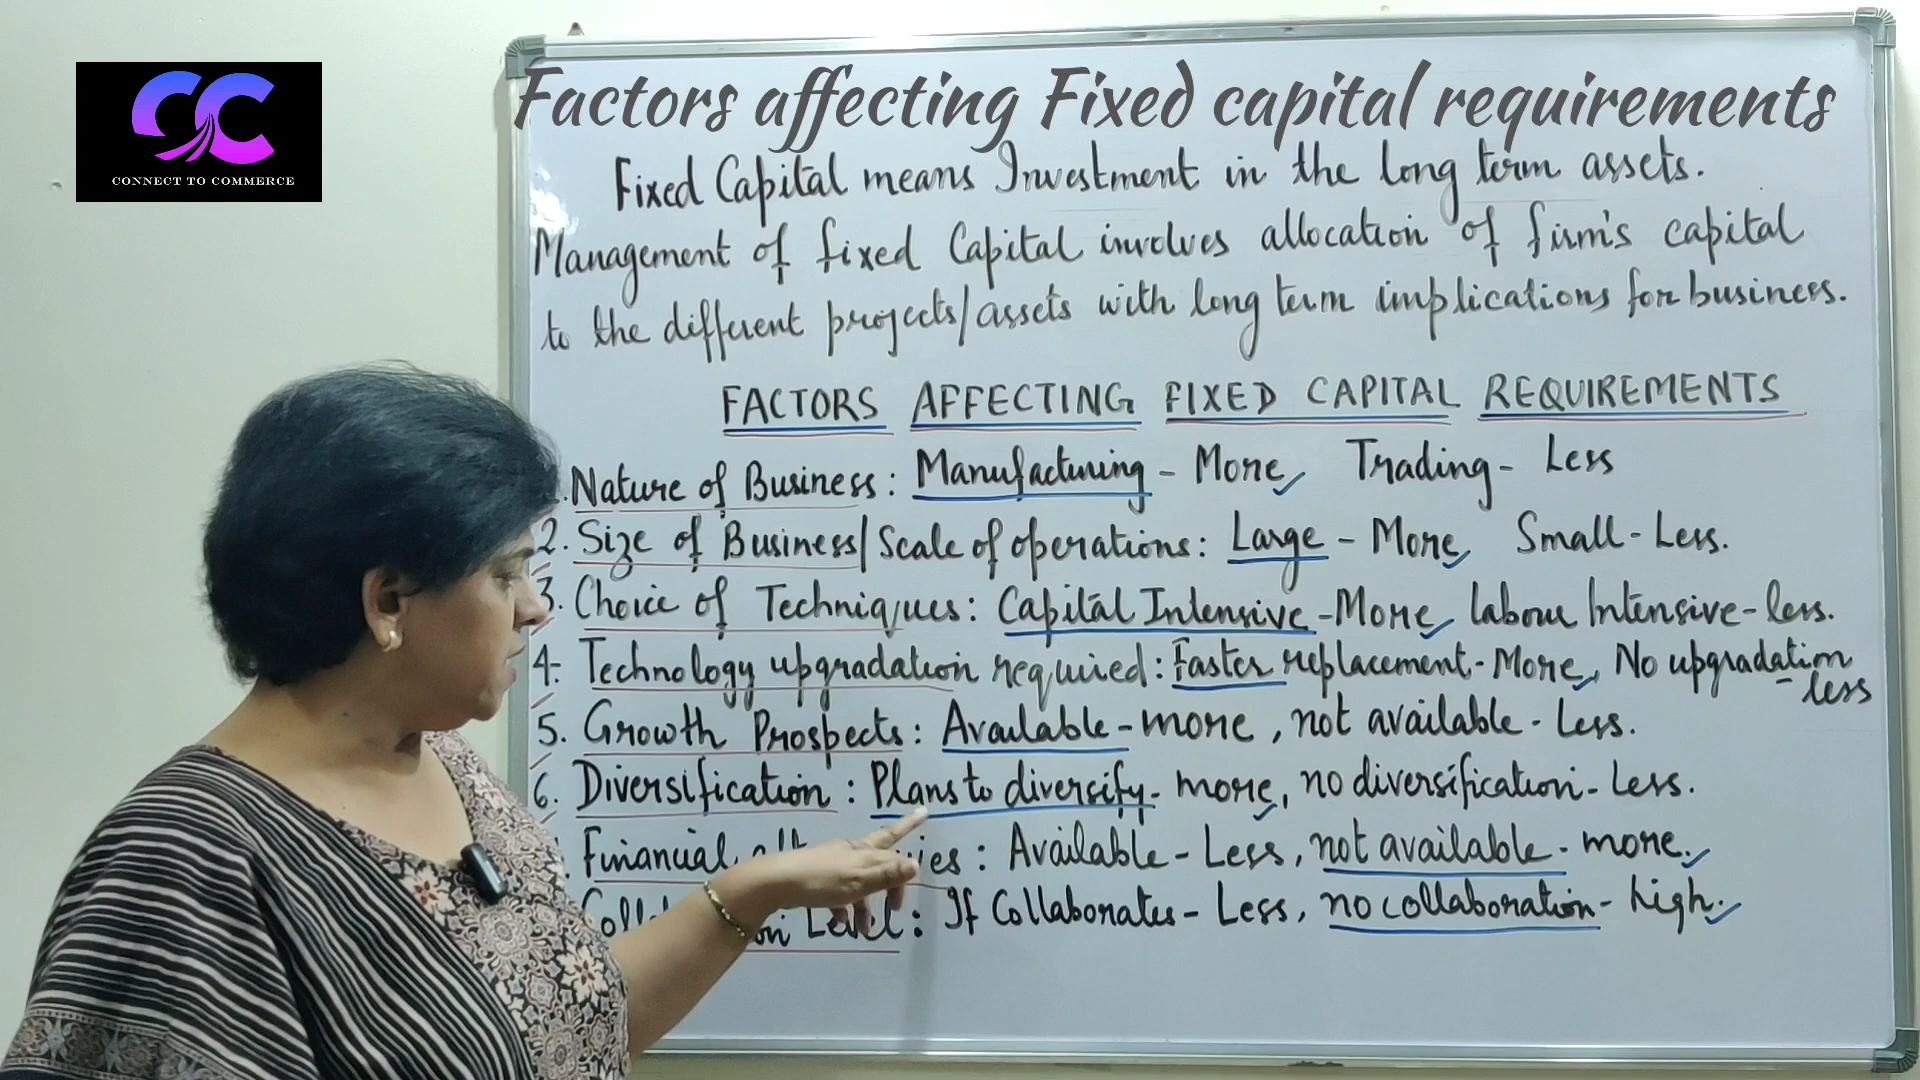 CONNECT TO COMMERCE
Factors affecting Fixed capital requirements
Fixed Capital means Investment in the long term assets.
Management of fixed Capital involves allocation of firm's capital
to the different projects/assets with long term implications for business.
FACTORS AFFECTING FIXED CAPITAL REQUIREMENTS
Nature of Business: Manufacturing - More Trading - Less
2. Size of Business/Scale of operations: Large - More, Small - Less.
3. Choice of Techniques: Capital Intensive - More, labour Intensive - less.
4. Technology upgradation required: Faster replacement - More, No upgradation - less
5. Growth Prospects: Available - more, not available - Less.
6. Diversification: Plans to diversify - more, no diversification - Less.
Financial : Available - Less, not available - more.
Level: If Collaborates - Less, no collaboration - high.